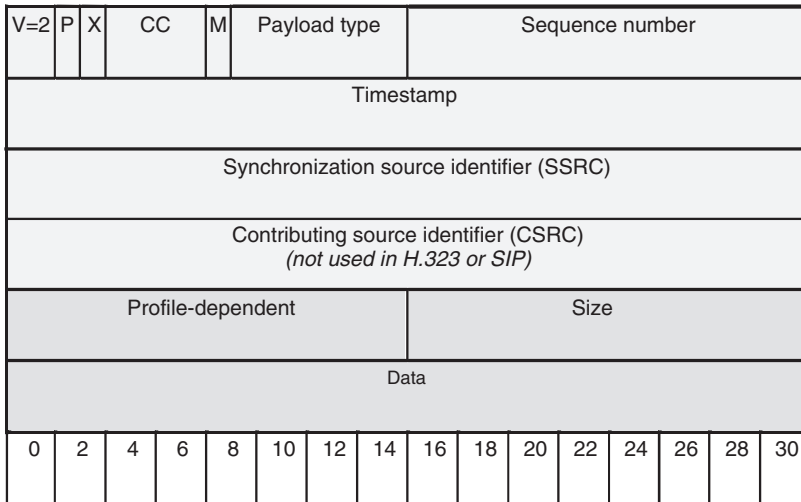 V=2 P X CC M Payload type Sequence number
Timestamp
Synchronization source identifier (SSRC)
Contributing source identifier (CSRC)
(not used in H.323 or SIP)
Profile-dependent Size
Data
0 2 4 6 8 10 12 14 16 18 20 22 24 26 28 30